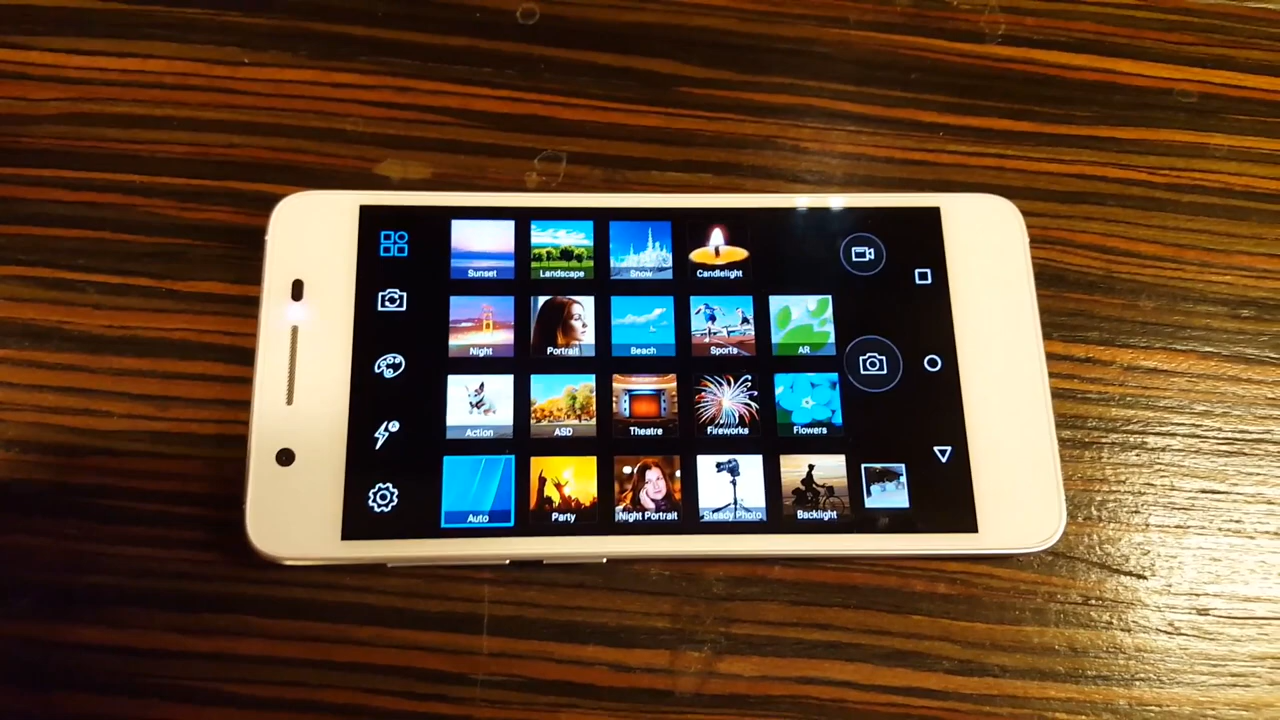 Sunset Landscape Snow Candlelight
Night Portrait Beach Sports AR
Action ASD Theatre Fireworks Flowers
Auto Party Night Portrait Steady Photo Backlight